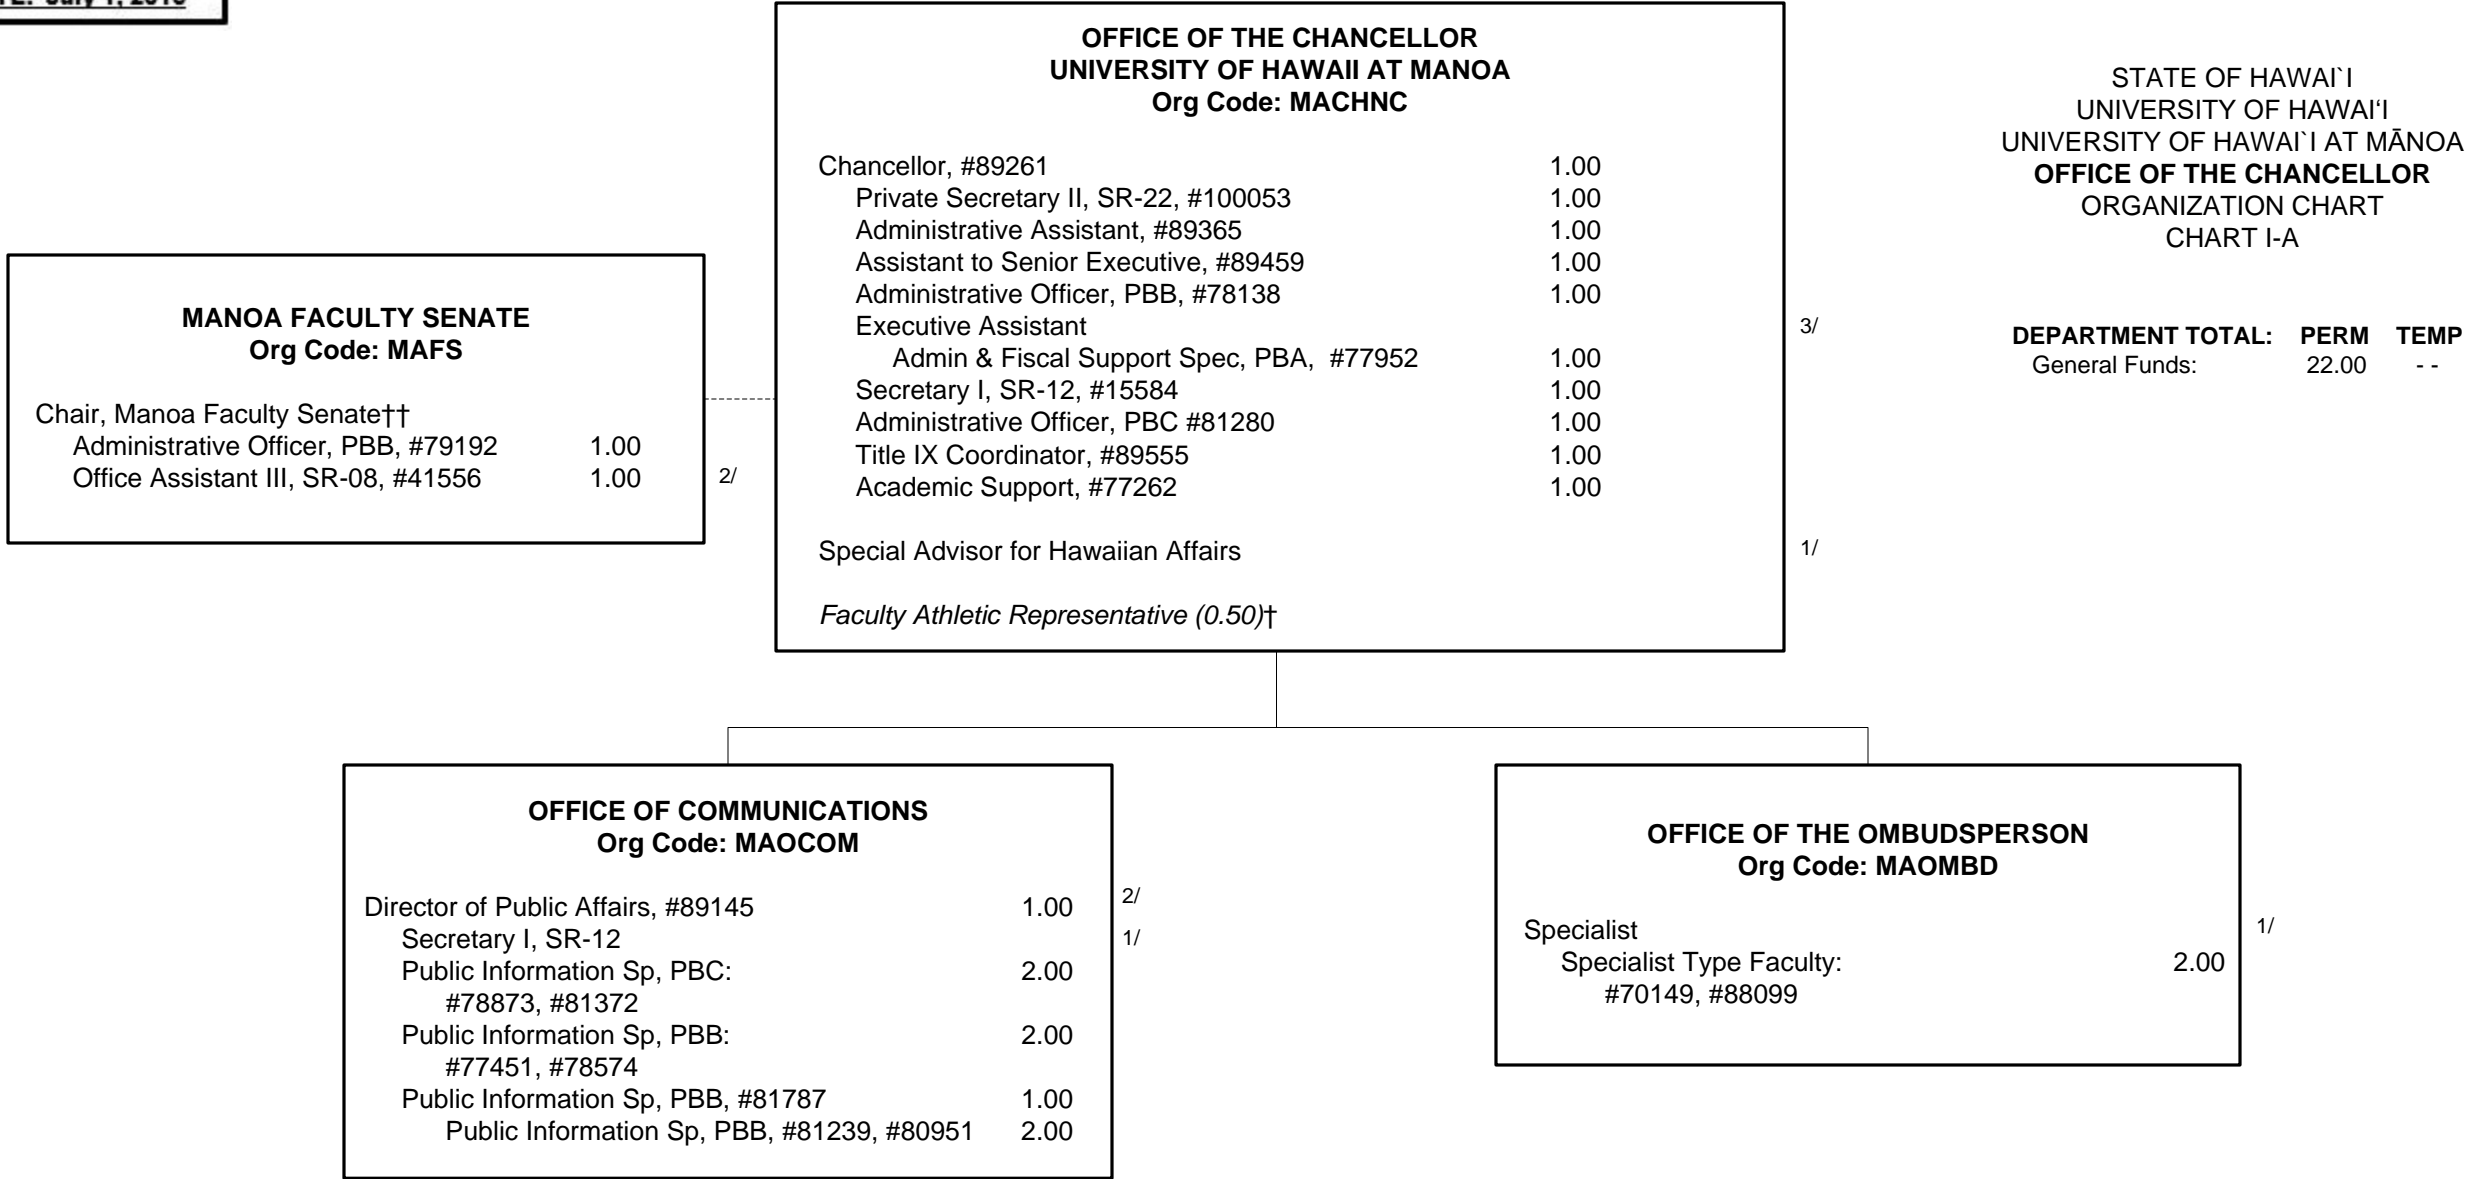 OFFICE OF THE CHANCELLOR
UNIVERSITY OF HAWAII AT MANOA
Org Code: MACHNC
Chancellor, #89261 1.00
Private Secretary II, SR-22, #100053 1.00
Administrative Assistant, #89365 1.00
Assistant to Senior Executive, #89459 1.00
Administrative Officer, PBB, #78138 1.00
Executive Assistant 3/
Admin & Fiscal Support Spec, PBA, #77952 1.00
Secretary I, SR-12, #15584 1.00
Administrative Officer, PBC #81280 1.00
Title IX Coordinator, #89555 1.00
Academic Support, #77262 1.00
Special Advisor for Hawaiian Affairs 1/
Faculty Athletic Representative (0.50)†
STATE OF HAWAI`I
UNIVERSITY OF HAWAI‘I
UNIVERSITY OF HAWAI`I AT MĀNOA
OFFICE OF THE CHANCELLOR
ORGANIZATION CHART
CHART I-A
DEPARTMENT TOTAL: PERM TEMP
General Funds: 22.00 - -
MANOA FACULTY SENATE
Org Code: MAFS
Chair, Manoa Faculty Senate††
Administrative Officer, PBB, #79192 1.00
Office Assistant III, SR-08, #41556 1.00 2/
OFFICE OF COMMUNICATIONS
Org Code: MAOCOM
Director of Public Affairs, #89145 1.00 2/
Secretary I, SR-12 1/
Public Information Sp, PBC: 2.00
#78873, #81372
Public Information Sp, PBB: 2.00
#77451, #78574
Public Information Sp, PBB, #81787 1.00
Public Information Sp, PBB, #81239, #80951 2.00
OFFICE OF THE OMBUDSPERSON
Org Code: MAOMBD
Specialist 1/
Specialist Type Faculty: 2.00
#70149, #88099